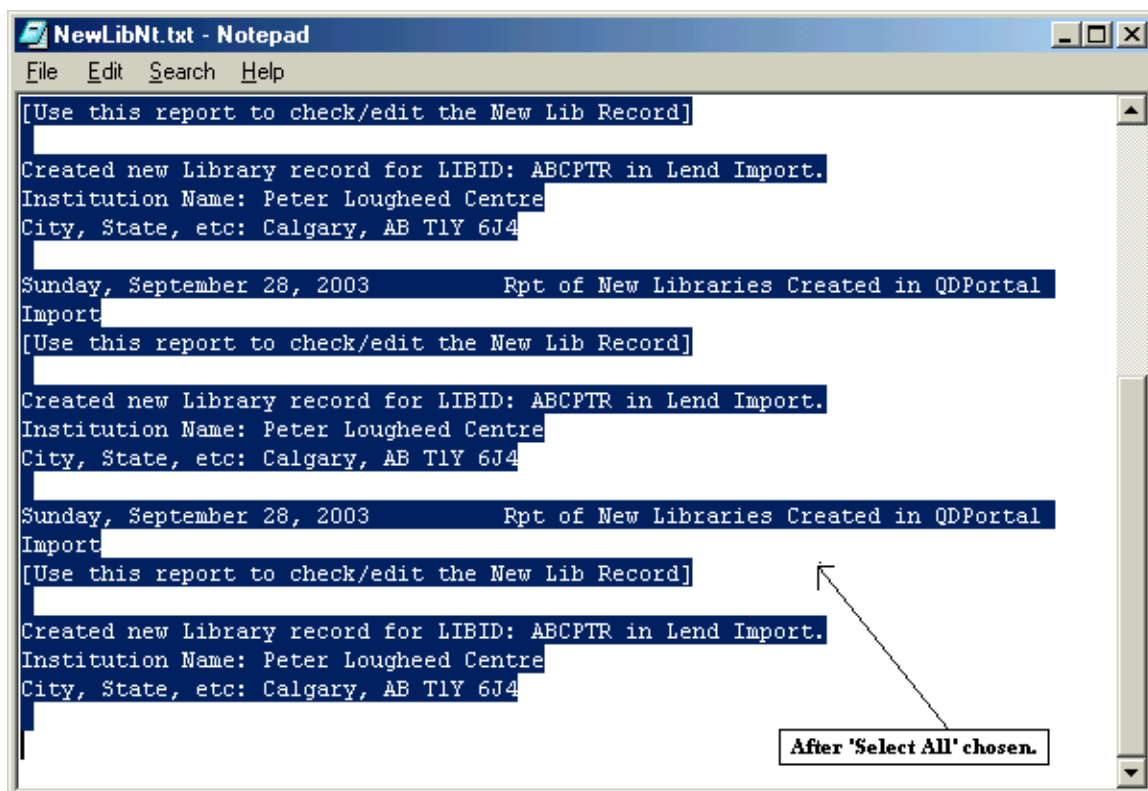 NewLibNt.txt - Notepad
File Edit Search Help
[Use this report to check/edit the New Lib Record]
Created new Library record for LIBID: ABCPTR in Lend Import.
Institution Name: Peter Lougheed Centre
City, State, etc: Calgary, AB T1Y 6J4
Sunday, September 28, 2003 Rpt of New Libraries Created in QDPortal
Import
[Use this report to check/edit the New Lib Record]
Created new Library record for LIBID: ABCPTR in Lend Import.
Institution Name: Peter Lougheed Centre
City, State, etc: Calgary, AB T1Y 6J4
Sunday, September 28, 2003 Rpt of New Libraries Created in QDPortal
Import
[Use this report to check/edit the New Lib Record]
Created new Library record for LIBID: ABCPTR in Lend Import.
Institution Name: Peter Lougheed Centre
City, State, etc: Calgary, AB T1Y 6J4
After 'Select All' chosen.